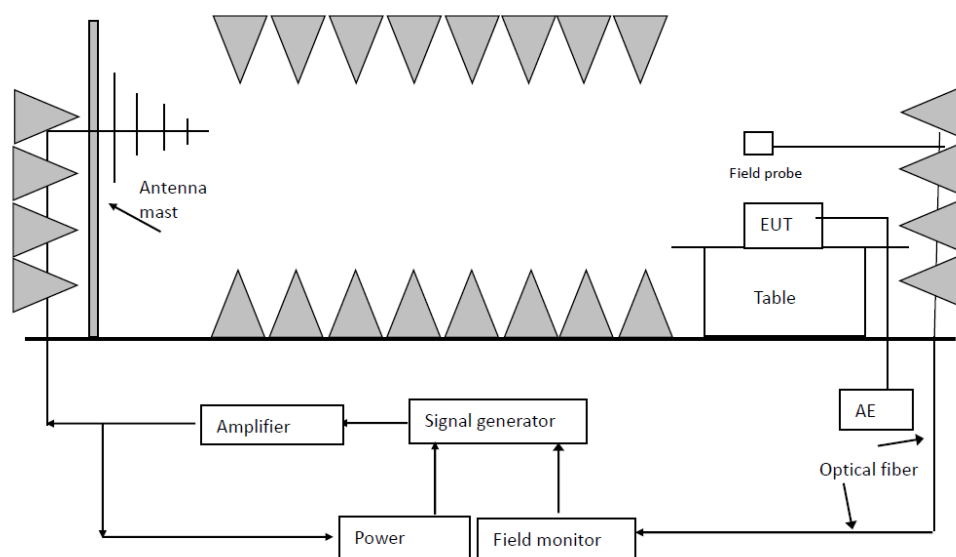 Antenna
mast
Field probe
EUT
Table
AE
Signal generator
Amplifier
Optical fiber
Power
Field monitor